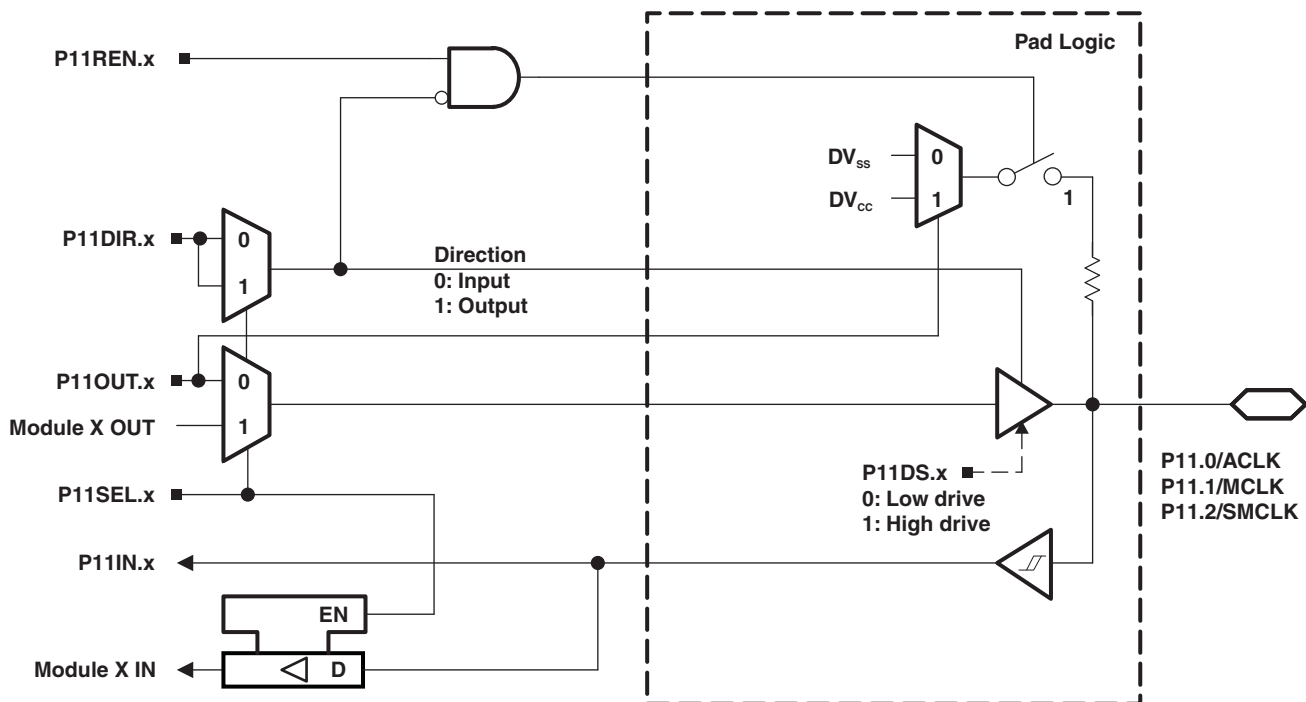 Pad Logic
P11REN.x
DVSS
0
DVCC
1
1
P11DIR.x
0
1
Direction
0: Input
1: Output
P11OUT.x
0
Module X OUT
1
P11SEL.x
P11DS.x
0: Low drive
1: High drive
P11.0/ACLK
P11.1/MCLK
P11.2/SMCLK
P11IN.x
EN
Module X IN
D